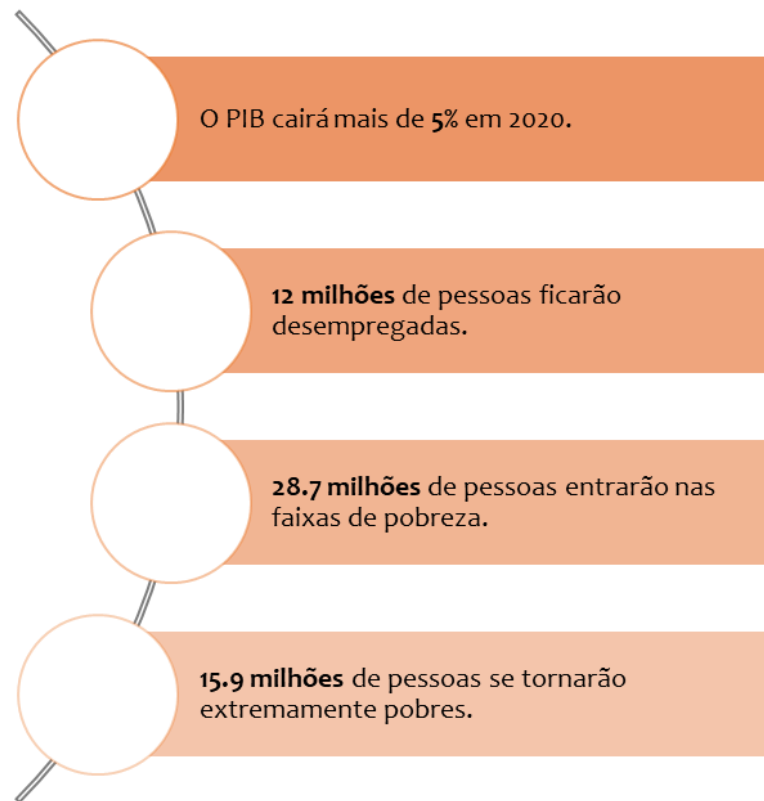 O PIB cairá mais de 5% em 2020.
12 milhões de pessoas ficarão
desempregadas.
28.7 milhões de pessoas entrarão nas
faixas de pobreza.
15.9 milhões de pessoas se tornarão
extremamente pobres.